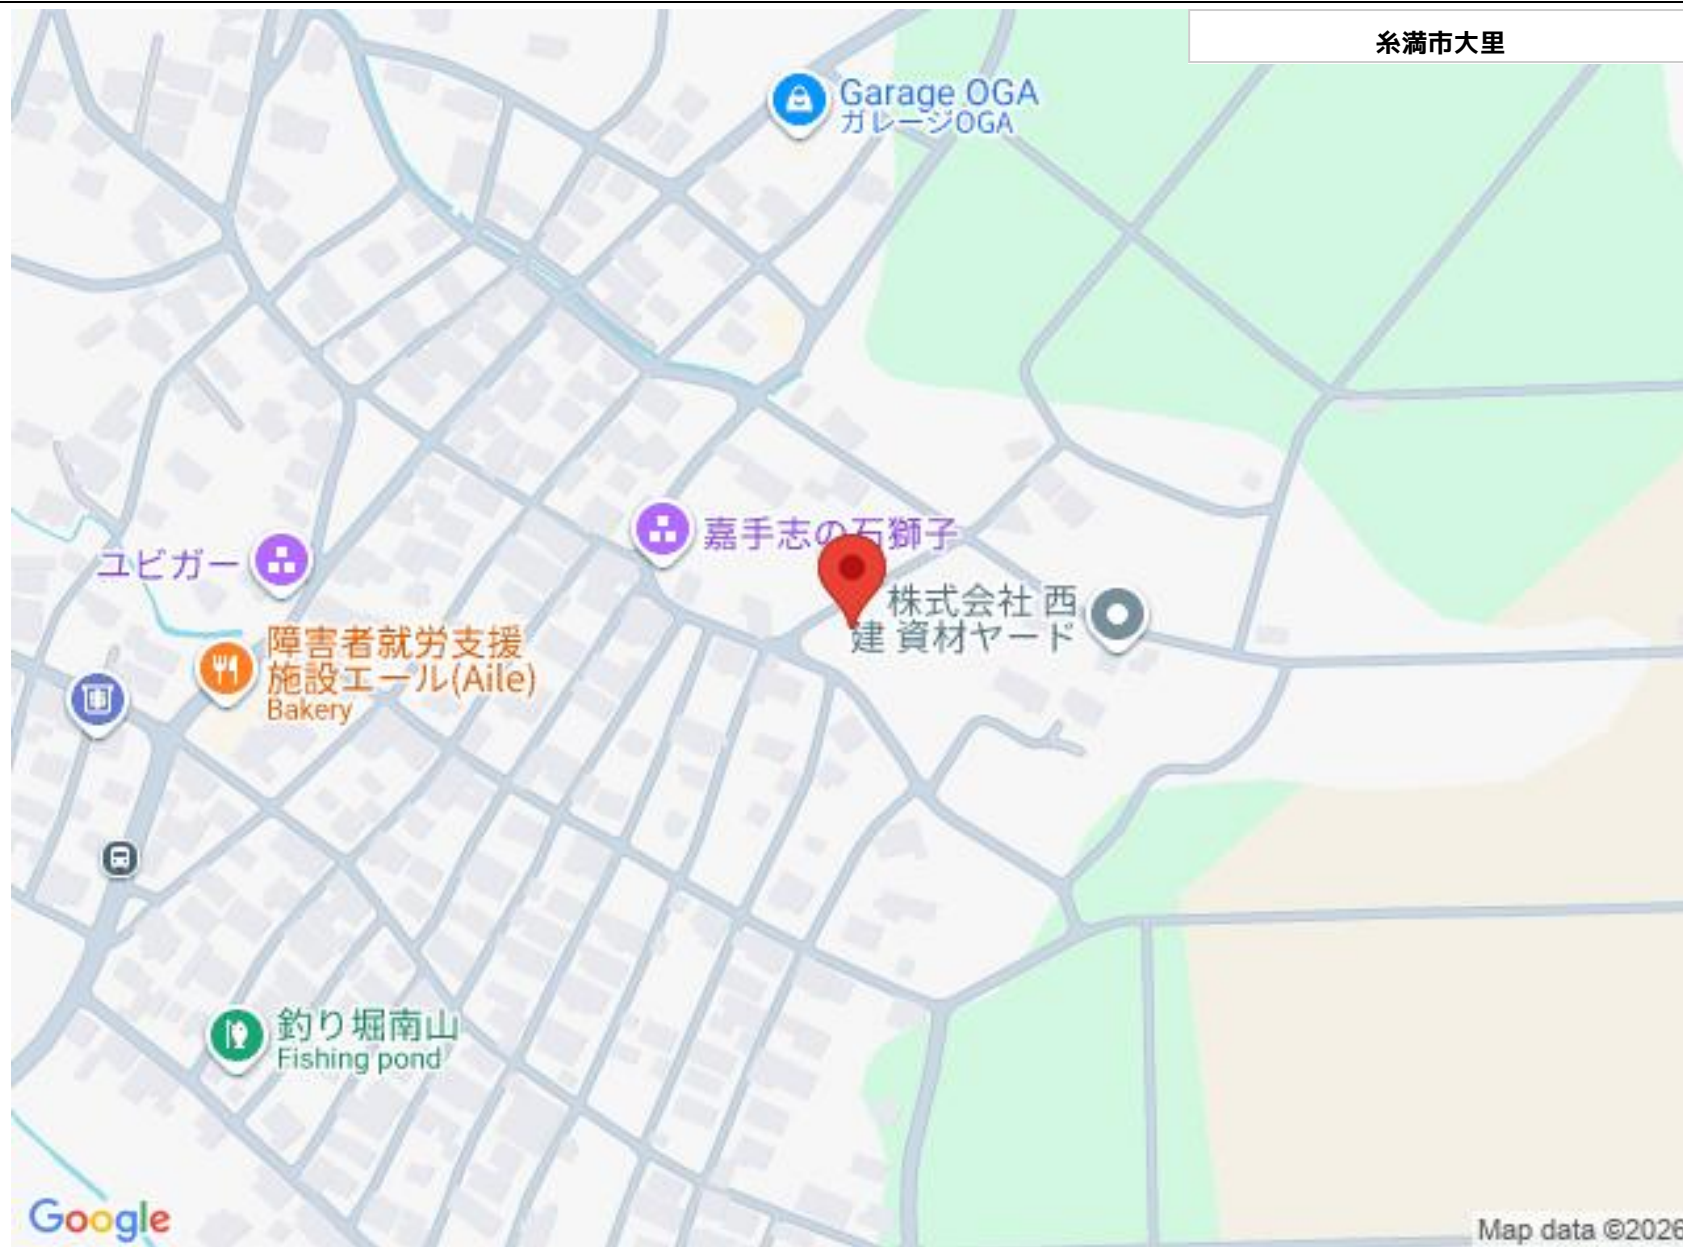 糸満市大里
Garage OGA
ガレージOGA
嘉手志の石獅子
ユビガー
株式会社 西
建 資材ヤード
障害者就労支援
施設エール(Aile)
Bakery
釣り堀南山
Fishing pond
Google
Map data ©2026